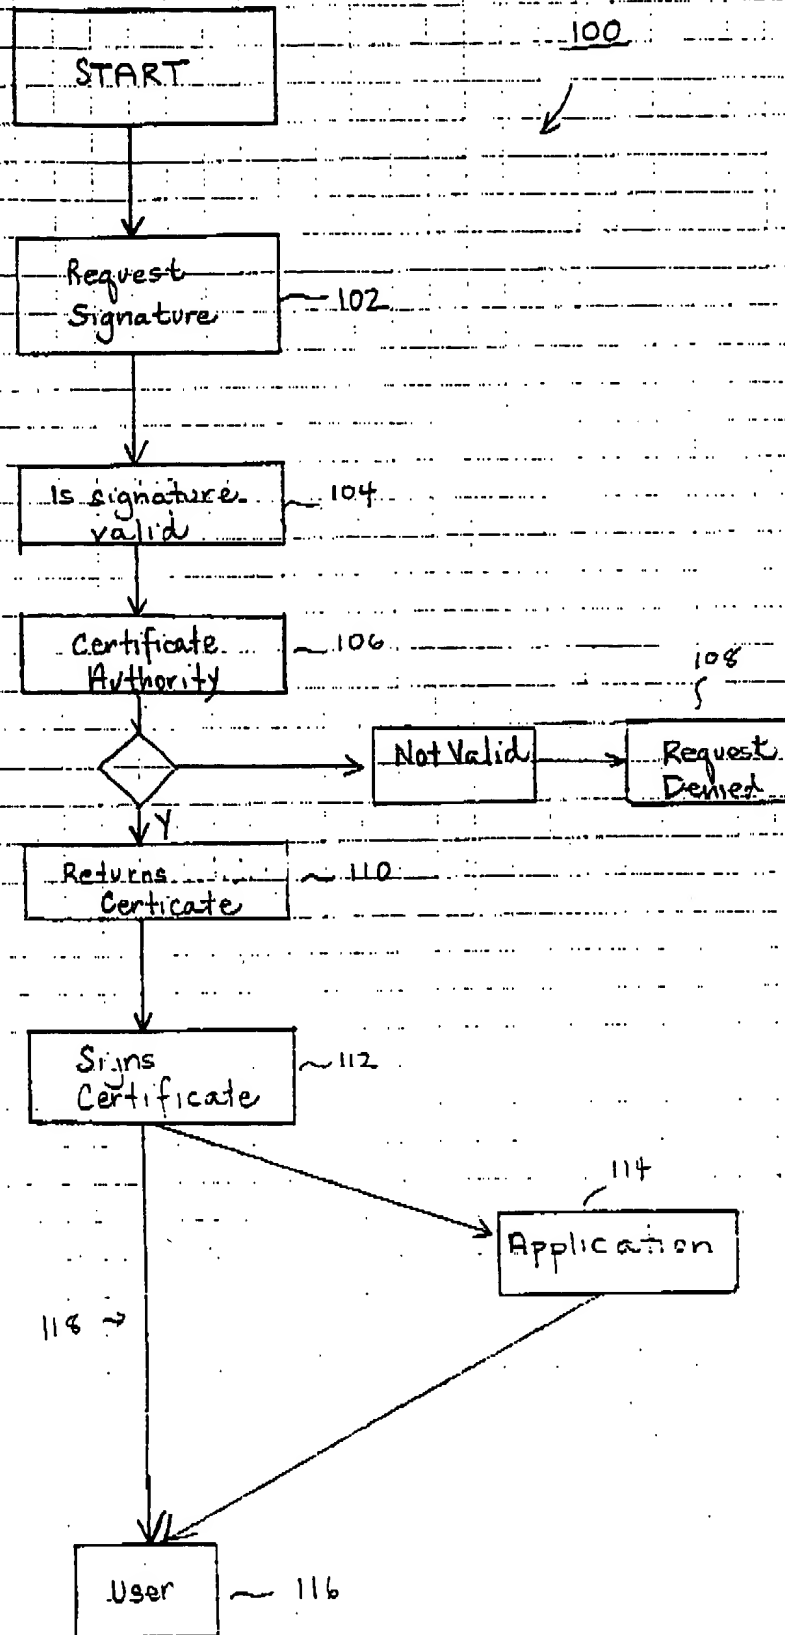 100
START
Request
Signature
102
Is signature
valid
104
Certificate
Authority
106
108
Not Valid
Request
Denied
Y
Returns
Certicate
110
Signs
Certificate
112
114
Application
118
User
116